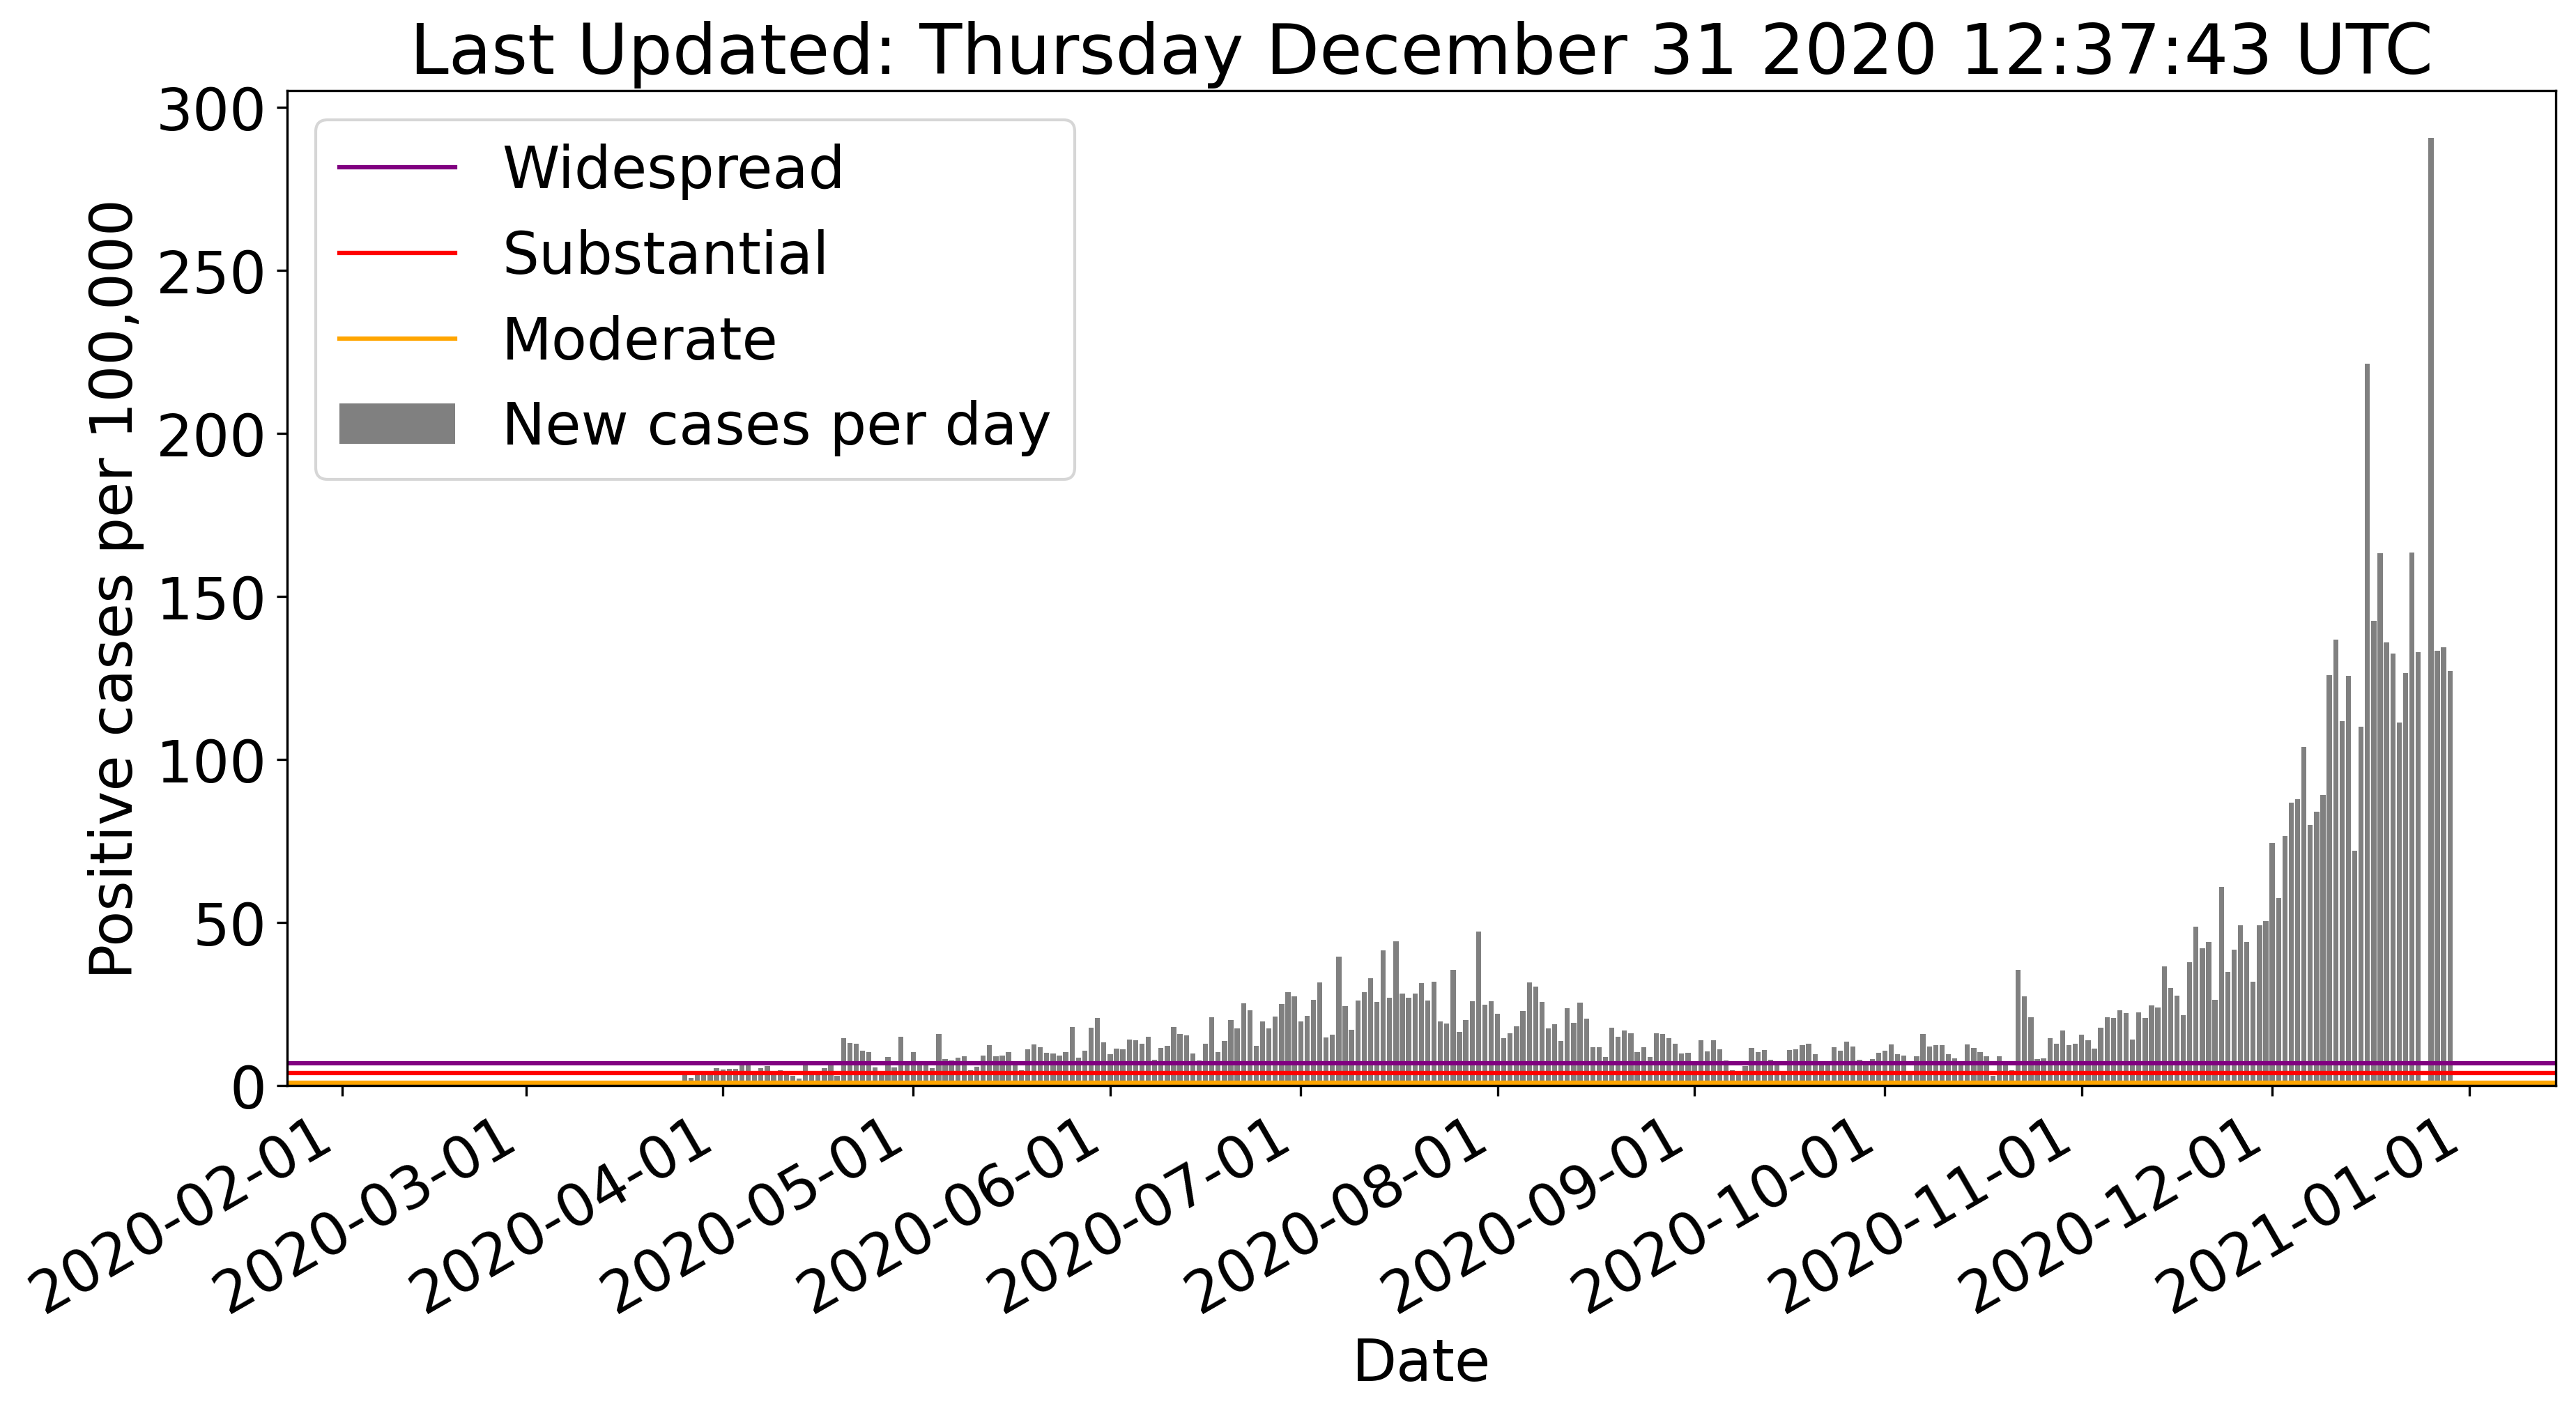 Last Updated: Thursday December 31 2020 12:37:43 UTC
Positive cases per 100,000
300
250
200
150
100
50
0
Widespread
Substantial
Moderate
New cases per day
2020-02-01
2020-03-01
2020-04-01
2020-05-01
2020-06-01
2020-07-01
2020-08-01
2020-09-01
2020-10-01
2020-11-01
2020-12-01
2021-01-01
Date